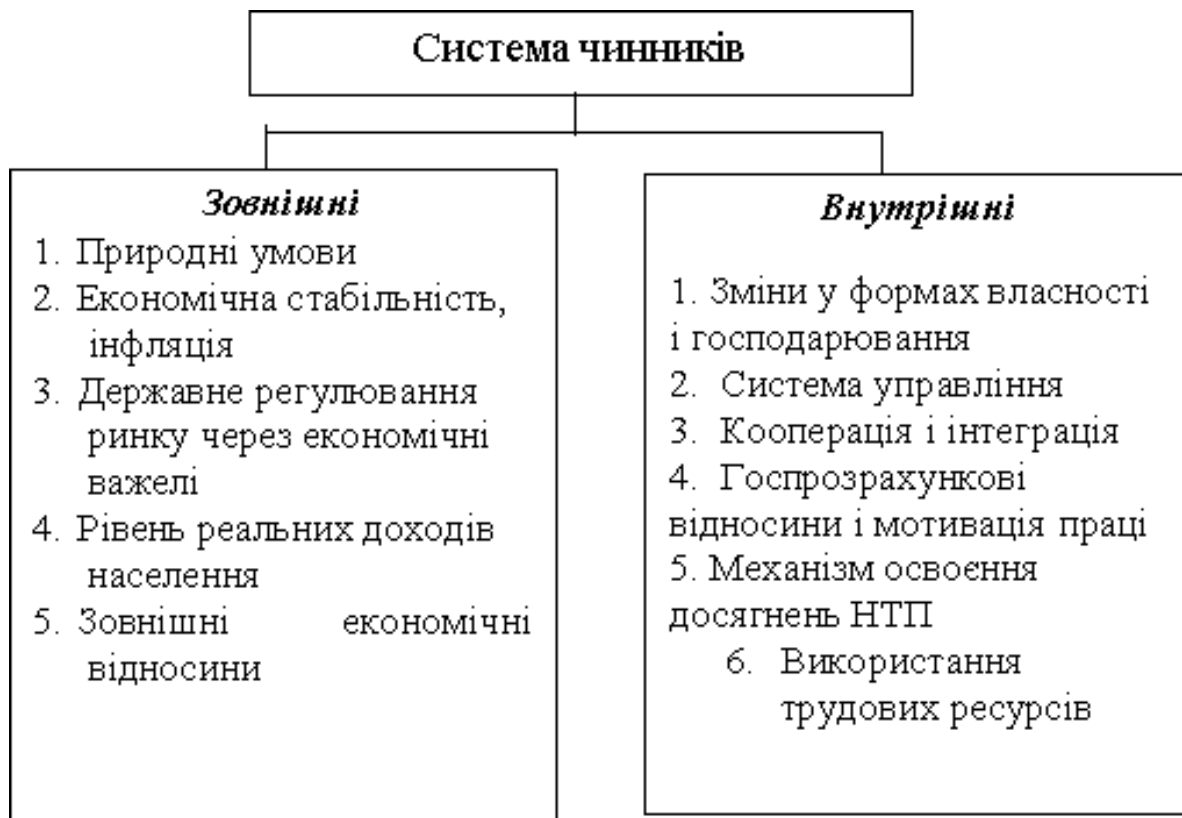 Система чинників
Зовнішні
1. Природні умови
2. Економічна стабільність,
інфляція
3. Державне регулювання
ринку через економічні
важелі
4. Рівень реальних доходів
населення
5. Зовнішні економічні
відносини
Внутрішні
1. Зміни у формах власності
і господарювання
2. Система управління
3. Кооперація і інтеграція
4. Госпрозрахункові
відносини і мотивація праці
5. Механізм освоєння
досягнень НТП
6. Використання
трудових ресурсів